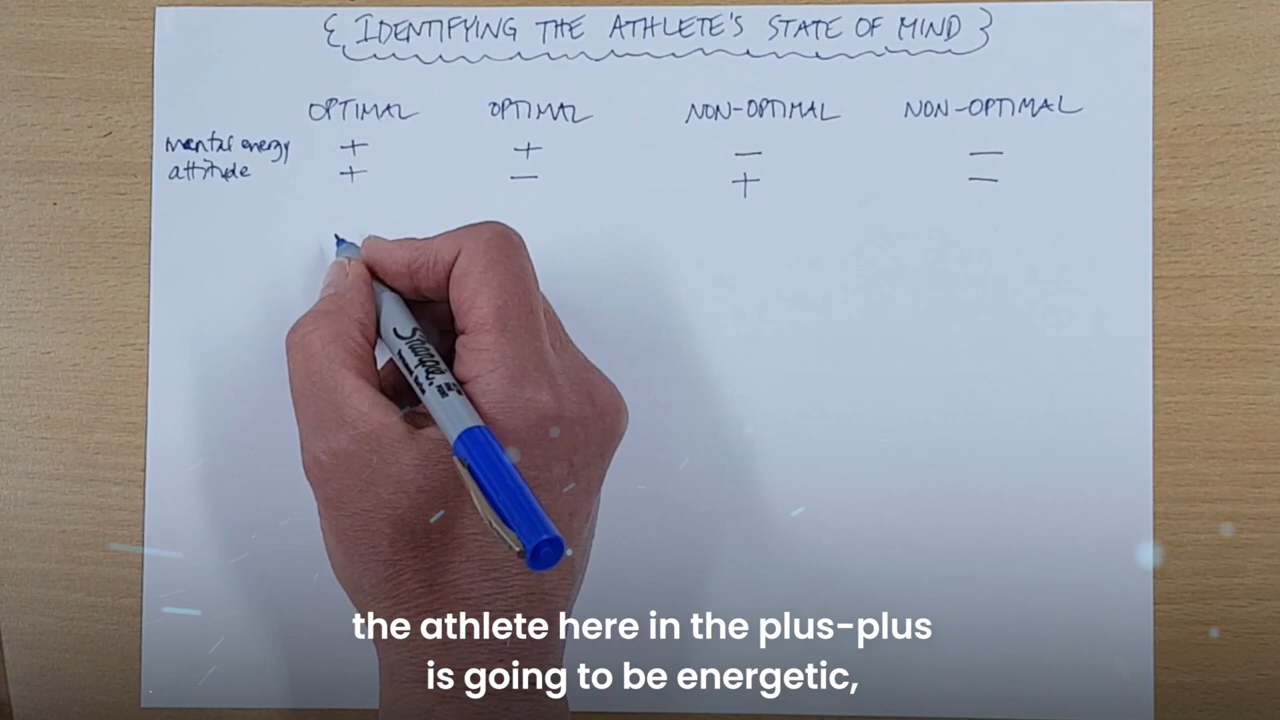 { IDENTIFYING THE ATHLETE'S STATE OF MIND }
OPTIMAL OPTIMAL NON-OPTIMAL NON-OPTIMAL
mental energy + + − −
attitude + − + −
Sharpie
the athlete here in the plus-plus
is going to be energetic,